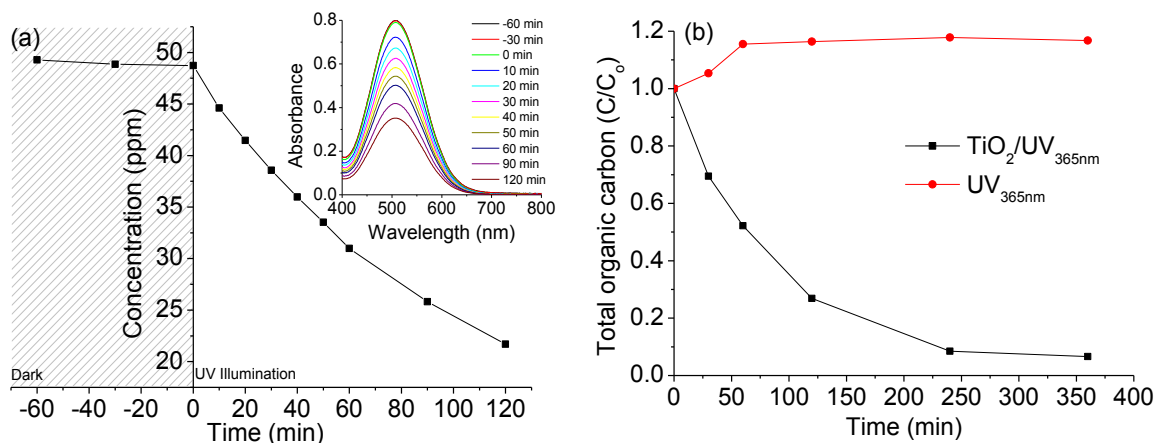 (a)
Concentration (ppm)
50
45
40
35
30
25
20
Dark
UV Illumination
-60 -40 -20 0 20 40 60 80 100 120
Time (min)
Absorbance
0.8
0.6
0.4
0.2
0.0
400 500 600 700 800
Wavelength (nm)
-60 min
-30 min
0 min
10 min
20 min
30 min
40 min
50 min
60 min
90 min
120 min
(b)
Total organic carbon (C/Co)
1.2
1.0
0.8
0.6
0.4
0.2
0.0
TiO2/UV365nm
UV365nm
0 50 100 150 200 250 300 350 400
Time (min)